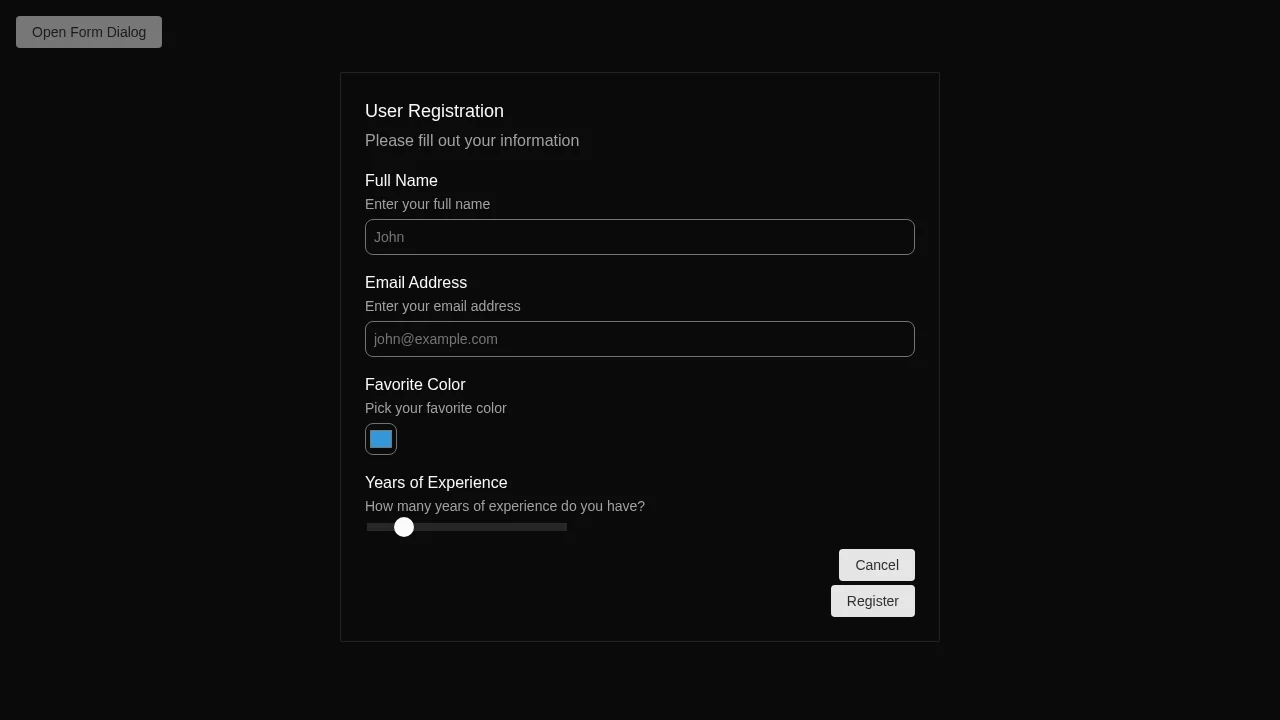 Open Form Dialog
User Registration
Please fill out your information
Full Name
Enter your full name
John
Email Address
Enter your email address
john@example.com
Favorite Color
Pick your favorite color
Years of Experience
How many years of experience do you have?
Cancel
Register